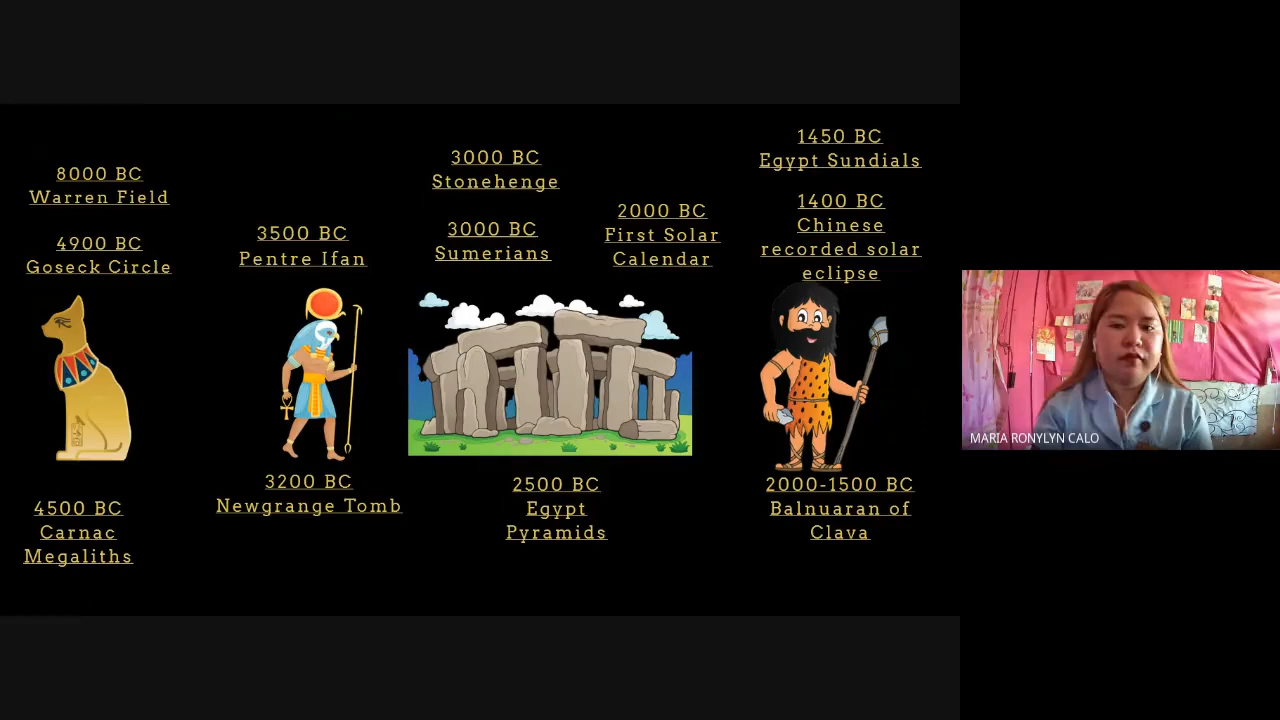 8000 BC
Warren Field
4900 BC
Goseck Circle
4500 BC
Carnac
Megaliths
3500 BC
Pentre Ifan
3200 BC
Newgrange Tomb
3000 BC
Stonehenge
3000 BC
Sumerians
2500 BC
Egypt
Pyramids
2000 BC
First Solar
Calendar
1450 BC
Egypt Sundials
1400 BC
Chinese
recorded solar
eclipse
2000-1500 BC
Balnuaran of
Clava
MARIA RONYLYN CALO